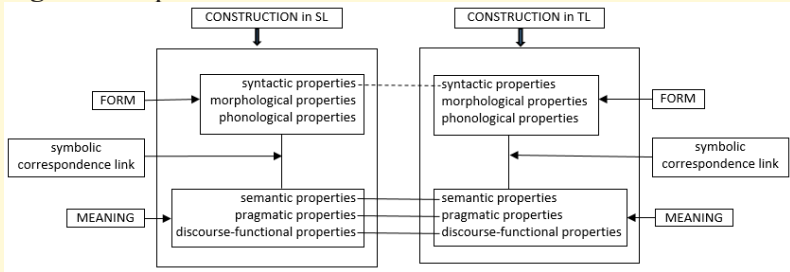 CONSTRUCTION in SL
CONSTRUCTION in TL
FORM
syntactic properties
morphological properties
phonological properties
syntactic properties
morphological properties
phonological properties
FORM
symbolic
correspondence link
symbolic
correspondence link
MEANING
semantic properties
pragmatic properties
discourse-functional properties
semantic properties
pragmatic properties
discourse-functional properties
MEANING